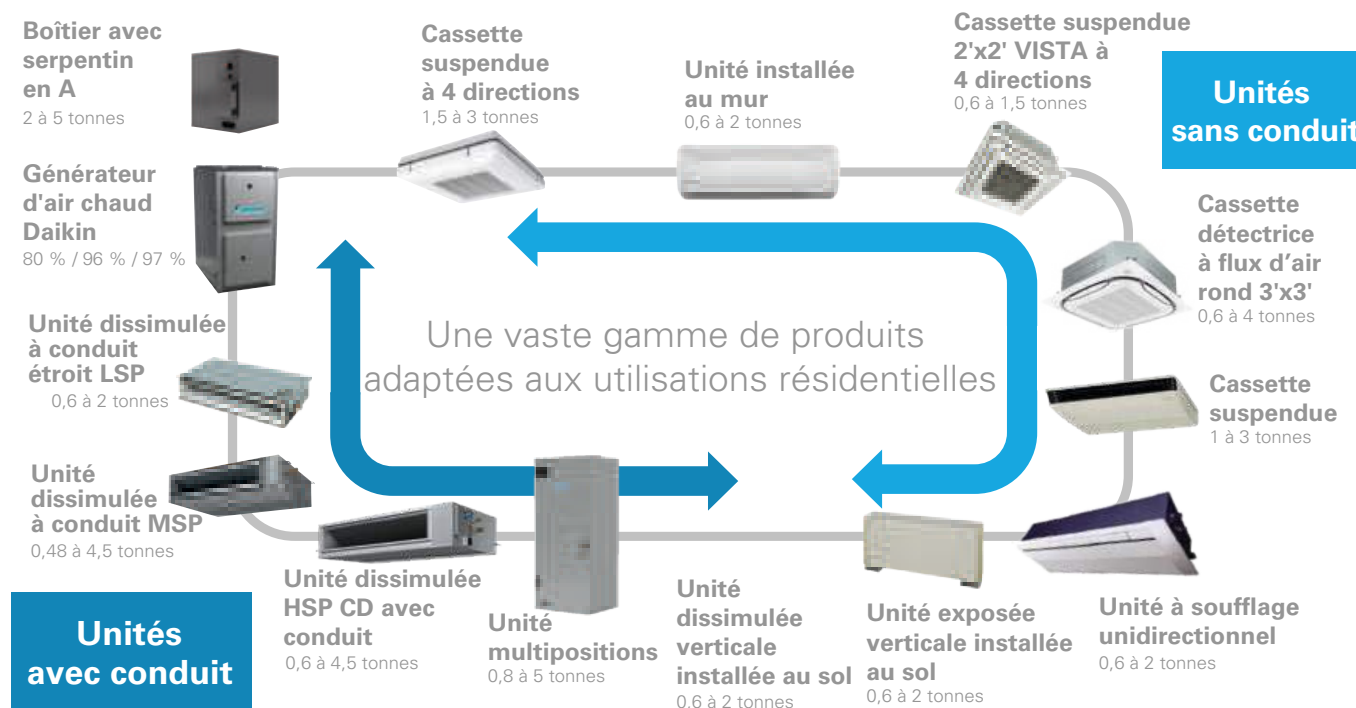 Boîtier avec
serpentin
en A
2 à 5 tonnes
Cassette
suspendue
à 4 directions
1,5 à 3 tonnes
Unité installée
au mur
0,6 à 2 tonnes
Cassette suspendue
2'x2' VISTA à
4 directions
0,6 à 1,5 tonnes
Unités
sans conduit
Générateur
d'air chaud
Daikin
80 % / 96 % / 97 %
Cassette
détectrice
à flux d’air
rond 3'x3'
0,6 à 4 tonnes
Unité dissimulée
à conduit
étroit LSP
0,6 à 2 tonnes
Une vaste gamme de produits
adaptées aux utilisations résidentielles
Cassette
suspendue
1 à 3 tonnes
Unité
dissimulée
à conduit MSP
0,48 à 4,5 tonnes
Unités
avec conduit
Unité dissimulée
HSP CD avec
conduit
0,6 à 4,5 tonnes
Unité
multipositions
0,8 à 5 tonnes
Unité
dissimulée
verticale
installée au sol
0,6 à 2 tonnes
Unité exposée
verticale installée
au sol
0,6 à 2 tonnes
Unité à soufflage
unidirectionnel
0,6 à 2 tonnes